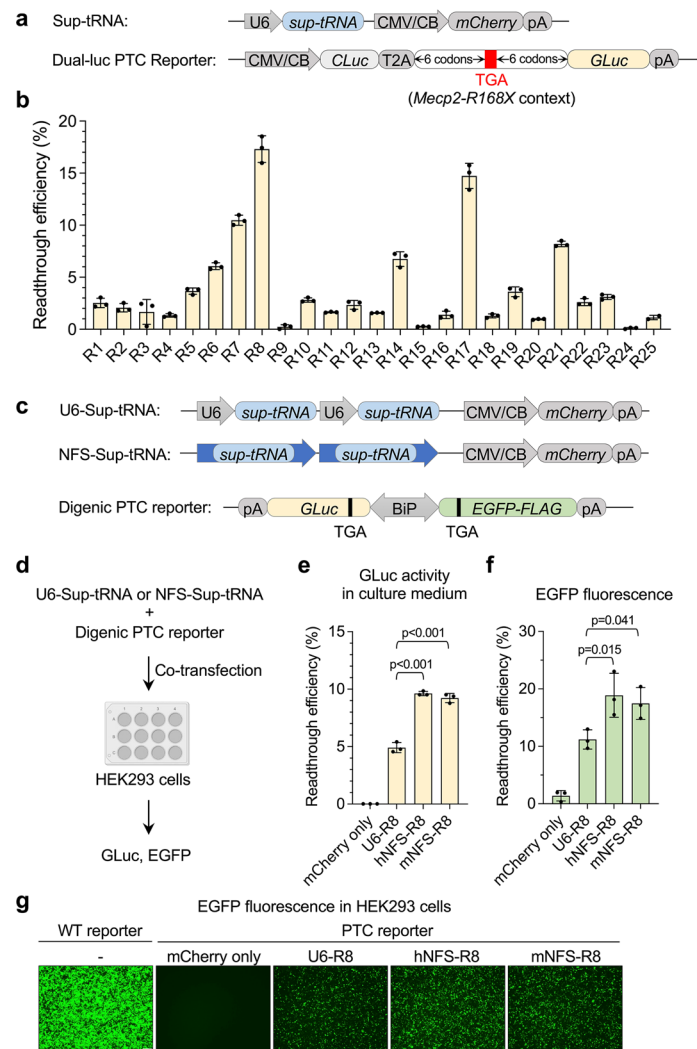 a
Sup-tRNA:
U6 sup-tRNA CMV/CB mCherry pA
Dual-luc PTC Reporter:
CMV/CB CLuc T2A 6 codons 6 codons GLuc pA
TGA
(Mecp2-R168X context)
b
Readthrough efficiency (%)
20
15
10
5
0
R1 R2 R3 R4 R5 R6 R7 R8 R9 R10 R11 R12 R13 R14 R15 R16 R17 R18 R19 R20 R21 R22 R23 R24 R25
c
U6-Sup-tRNA:
U6 sup-tRNA U6 sup-tRNA CMV/CB mCherry pA
NFS-Sup-tRNA:
sup-tRNA sup-tRNA CMV/CB mCherry pA
Digenic PTC reporter:
pA GLuc BiP EGFP-FLAG pA
TGA TGA
d
U6-Sup-tRNA or NFS-Sup-tRNA
+
Digenic PTC reporter
Co-transfection
1 2 3 4
A
B
C
HEK293 cells
GLuc, EGFP
e
GLuc activity
in culture medium
Readthrough efficiency (%)
15
10
5
0
p<0.001
p<0.001
mCherry only U6-R8 hNFS-R8 mNFS-R8
f
EGFP fluorescence
Readthrough efficiency (%)
30
20
10
0
p=0.041
p=0.015
mCherry only U6-R8 hNFS-R8 mNFS-R8
g
EGFP fluorescence in HEK293 cells
WT reporter PTC reporter
- mCherry only U6-R8 hNFS-R8 mNFS-R8